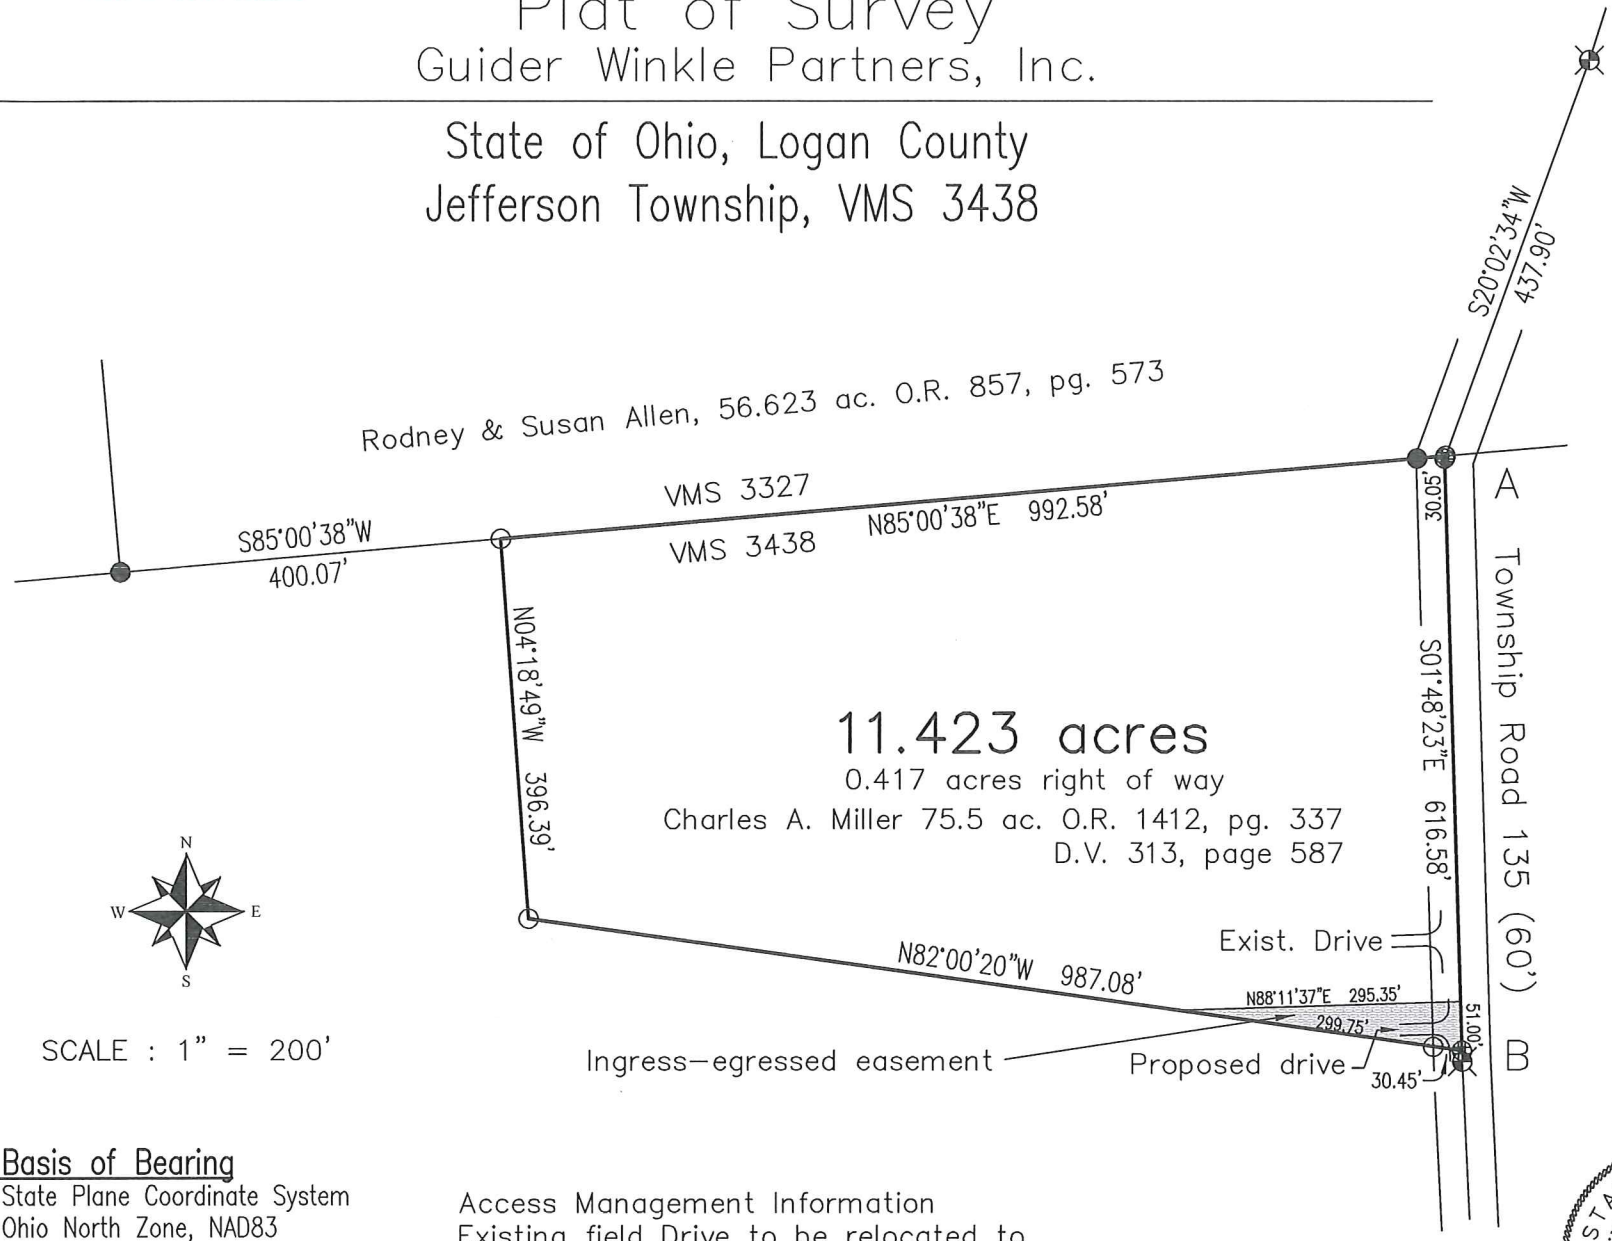 Plat of Survey
Guider Winkle Partners, Inc.
State of Ohio, Logan County
Jefferson Township, VMS 3438
S20°02'34"W
437.90'
Rodney & Susan Allen, 56.623 ac. O.R. 857, pg. 573
VMS 3327
N85°00'38"E 992.58'
VMS 3438
S85°00'38"W
400.07'
30.05'
A
Township Road 135 (60')
N04°18'49"W 396.39'
S01°48'23"E 616.58'
11.423 acres
0.417 acres right of way
Charles A. Miller 75.5 ac. O.R. 1412, pg. 337
D.V. 313, page 587
N
W
E
S
Exist. Drive
N82°00'20"W 987.08'
N88°11'37"E 295.35'
299.75'
51.00'
SCALE : 1" = 200'
Ingress-egressed easement
Proposed drive
30.45'
B
Basis of Bearing
State Plane Coordinate System
Ohio North Zone, NAD83
Access Management Information
Existing field Drive to be relocated to
STA